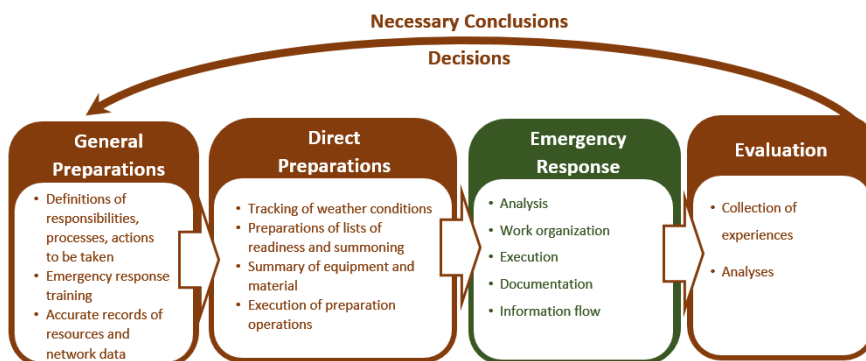 Necessary Conclusions
Decisions
General
Preparations
• Definitions of
responsibilities,
processes, actions
to be taken
• Emergency response
training
• Accurate records of
resources and
network data
Direct
Preparations
• Tracking of weather conditions
• Preparations of lists of
readiness and summoning
• Summary of equipment and
material
• Execution of preparation
operations
Emergency
Response
• Analysis
• Work organization
• Execution
• Documentation
• Information flow
Evaluation
• Collection of
experiences
• Analyses